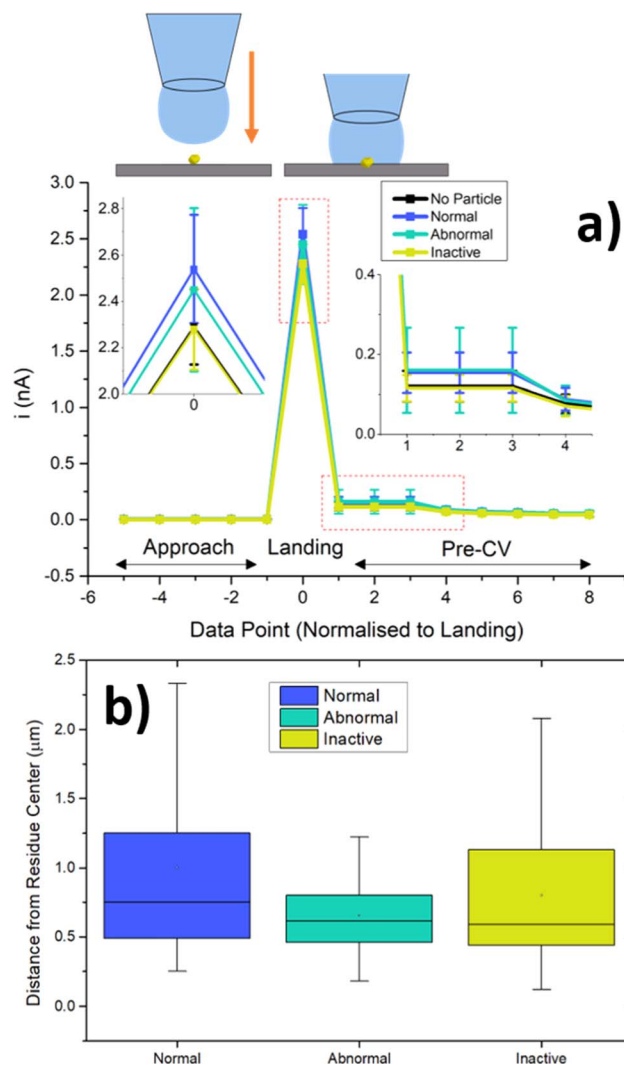 a)
No Particle
Normal
Abnormal
Inactive
3.0
2.5
2.0
1.5
1.0
0.5
0.0
-0.5
i (nA)
2.8
2.6
2.4
2.2
2.0
0
0.4
0.2
0.0
1 2 3 4
Approach Landing Pre-CV
-6 -4 -2 0 2 4 6 8
Data Point (Normalised to Landing)
b)
Normal
Abnormal
Inactive
2.5
2.0
1.5
1.0
0.5
0.0
Distance from Residue Center (μm)
Normal Abnormal Inactive